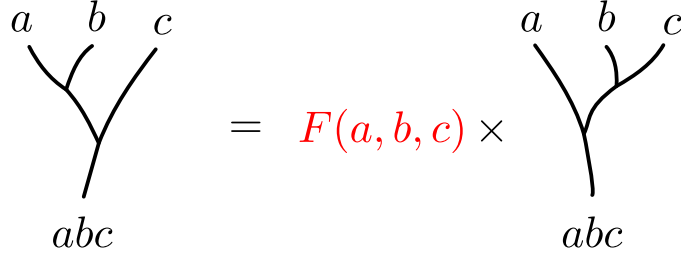 a b c a b c
= F(a, b, c) ×
abc abc